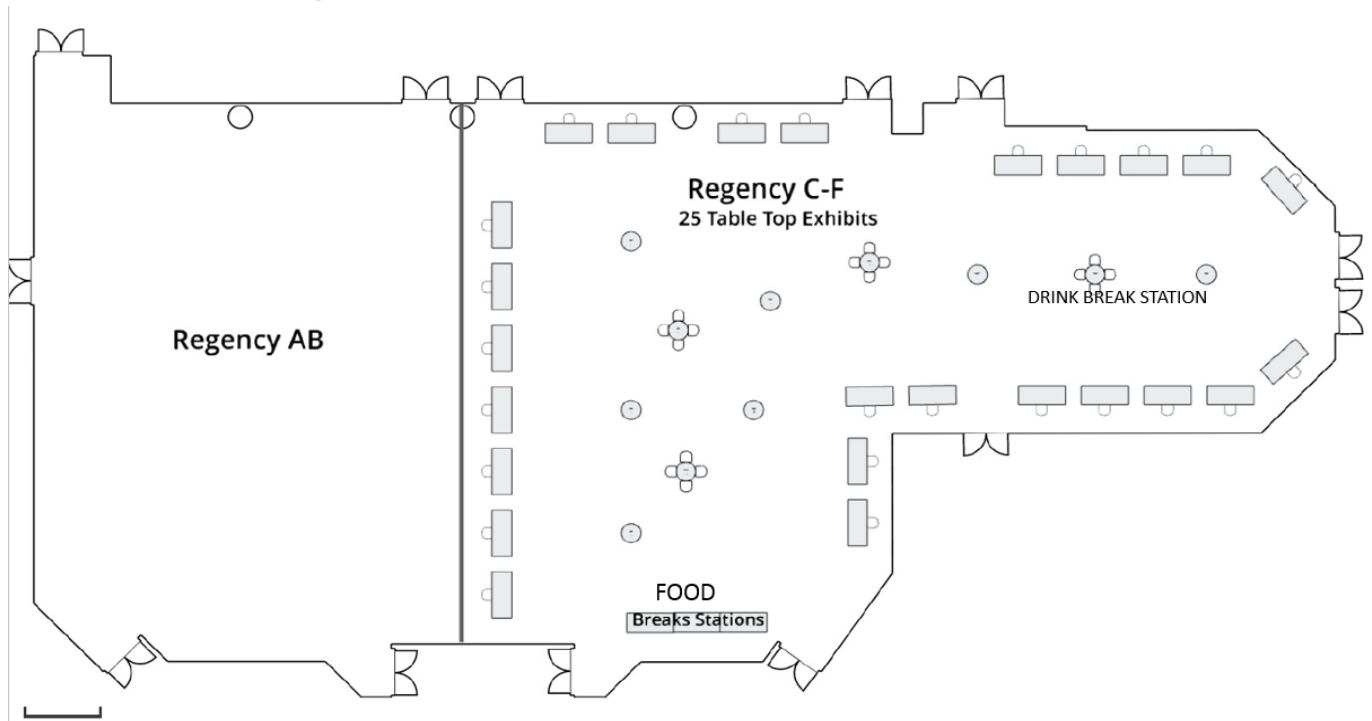 Regency C-F
25 Table Top Exhibits
DRINK BREAK STATION
Regency AB
FOOD
Breaks Stations